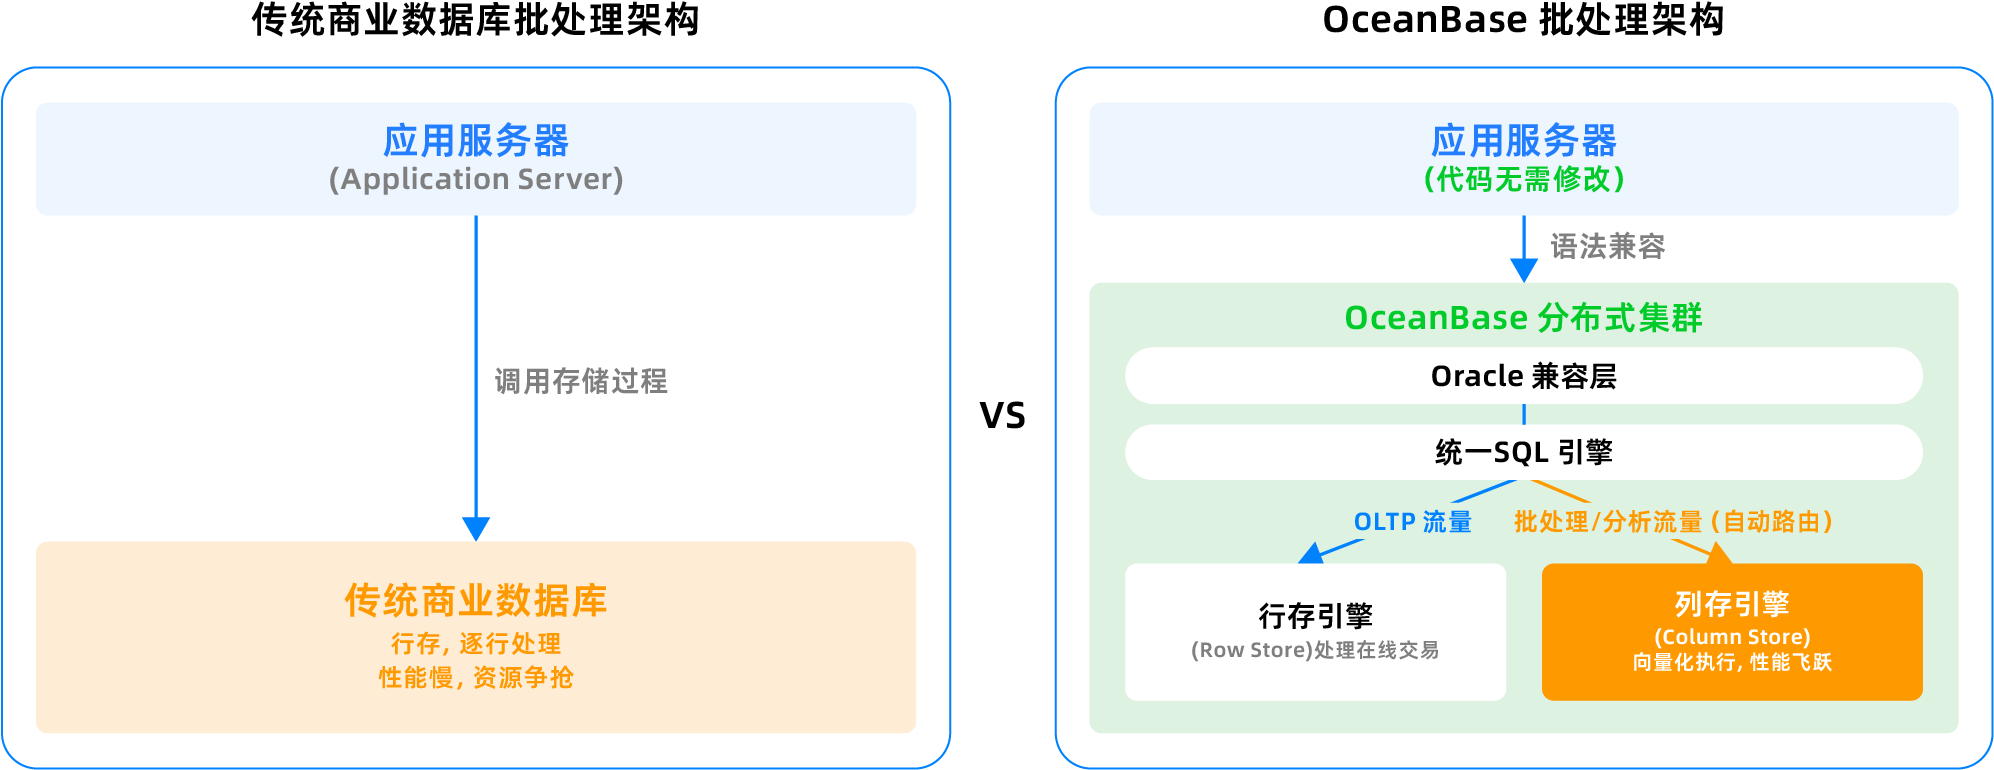 传统商业数据库批处理架构
应用服务器
(Application Server)
调用存储过程
传统商业数据库
行存, 逐行处理
性能慢, 资源争抢
VS
OceanBase 批处理架构
应用服务器
(代码无需修改)
语法兼容
OceanBase 分布式集群
Oracle 兼容层
统一SQL 引擎
OLTP 流量
批处理/分析流量 (自动路由)
行存引擎
(Row Store)处理在线交易
列存引擎
(Column Store)
向量化执行, 性能飞跃